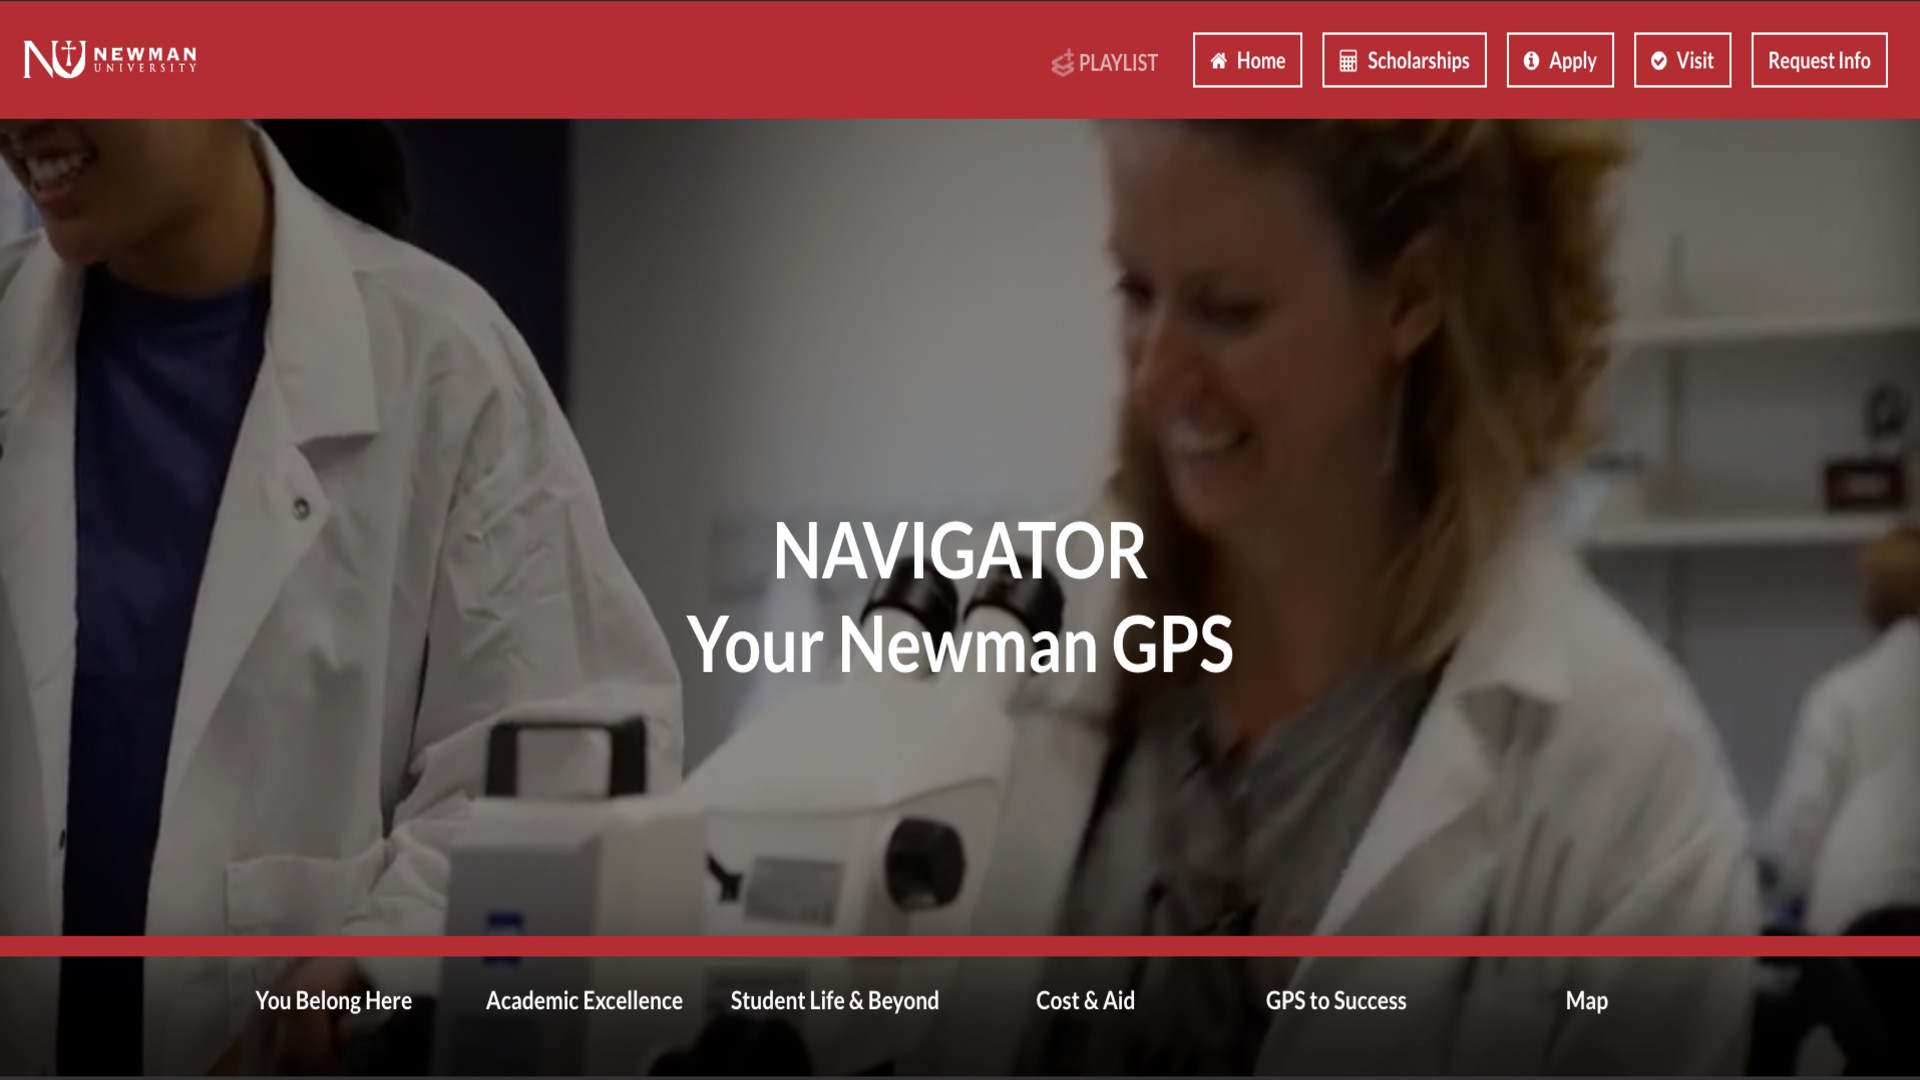 NU NEWMAN
UNIVERSITY
PLAYLIST
Home
Scholarships
Apply
Visit
Request Info
NAVIGATOR
Your Newman GPS
You Belong Here
Academic Excellence
Student Life & Beyond
Cost & Aid
GPS to Success
Map